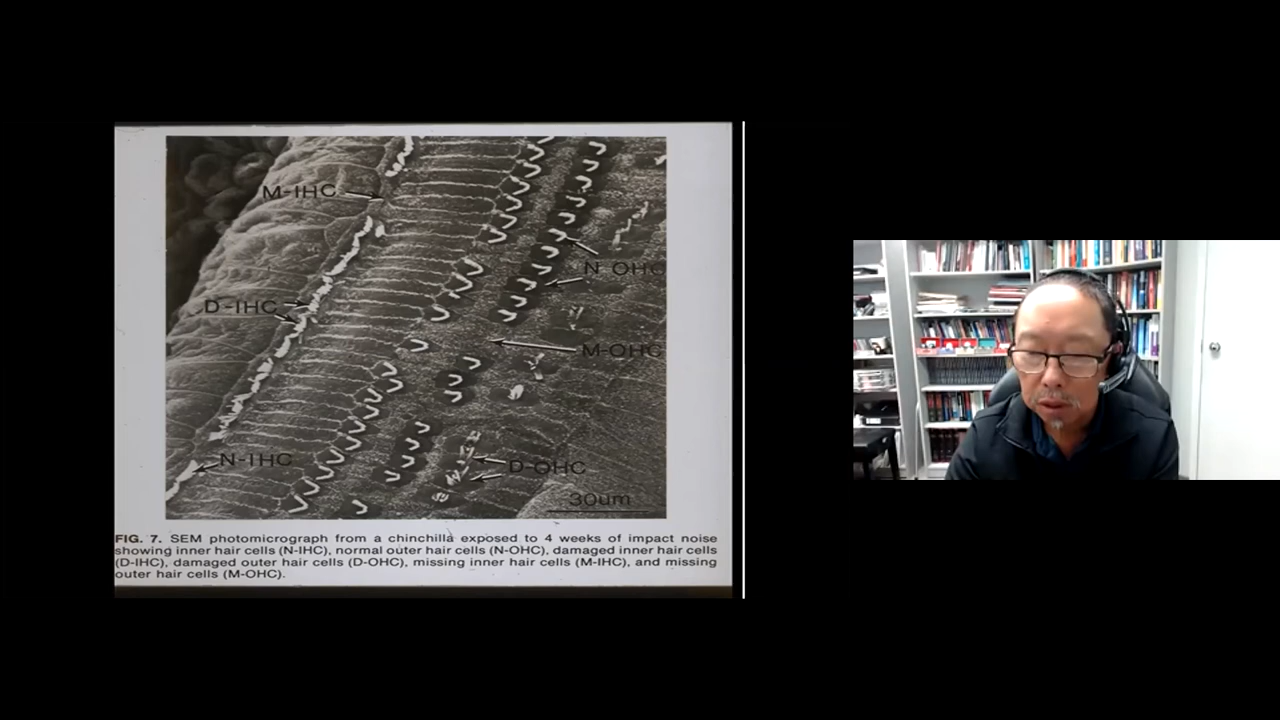 M-IHC
N-OHC
D-IHC
M-OHC
N-IHC
D-OHC
30um
FIG. 7. SEM photomicrograph from a chinchilla exposed to 4 weeks of impact noise
showing inner hair cells (N-IHC), normal outer hair cells (N-OHC), damaged inner hair cells
(D-IHC), damaged outer hair cells (D-OHC), missing inner hair cells (M-IHC), and missing
outer hair cells (M-OHC).